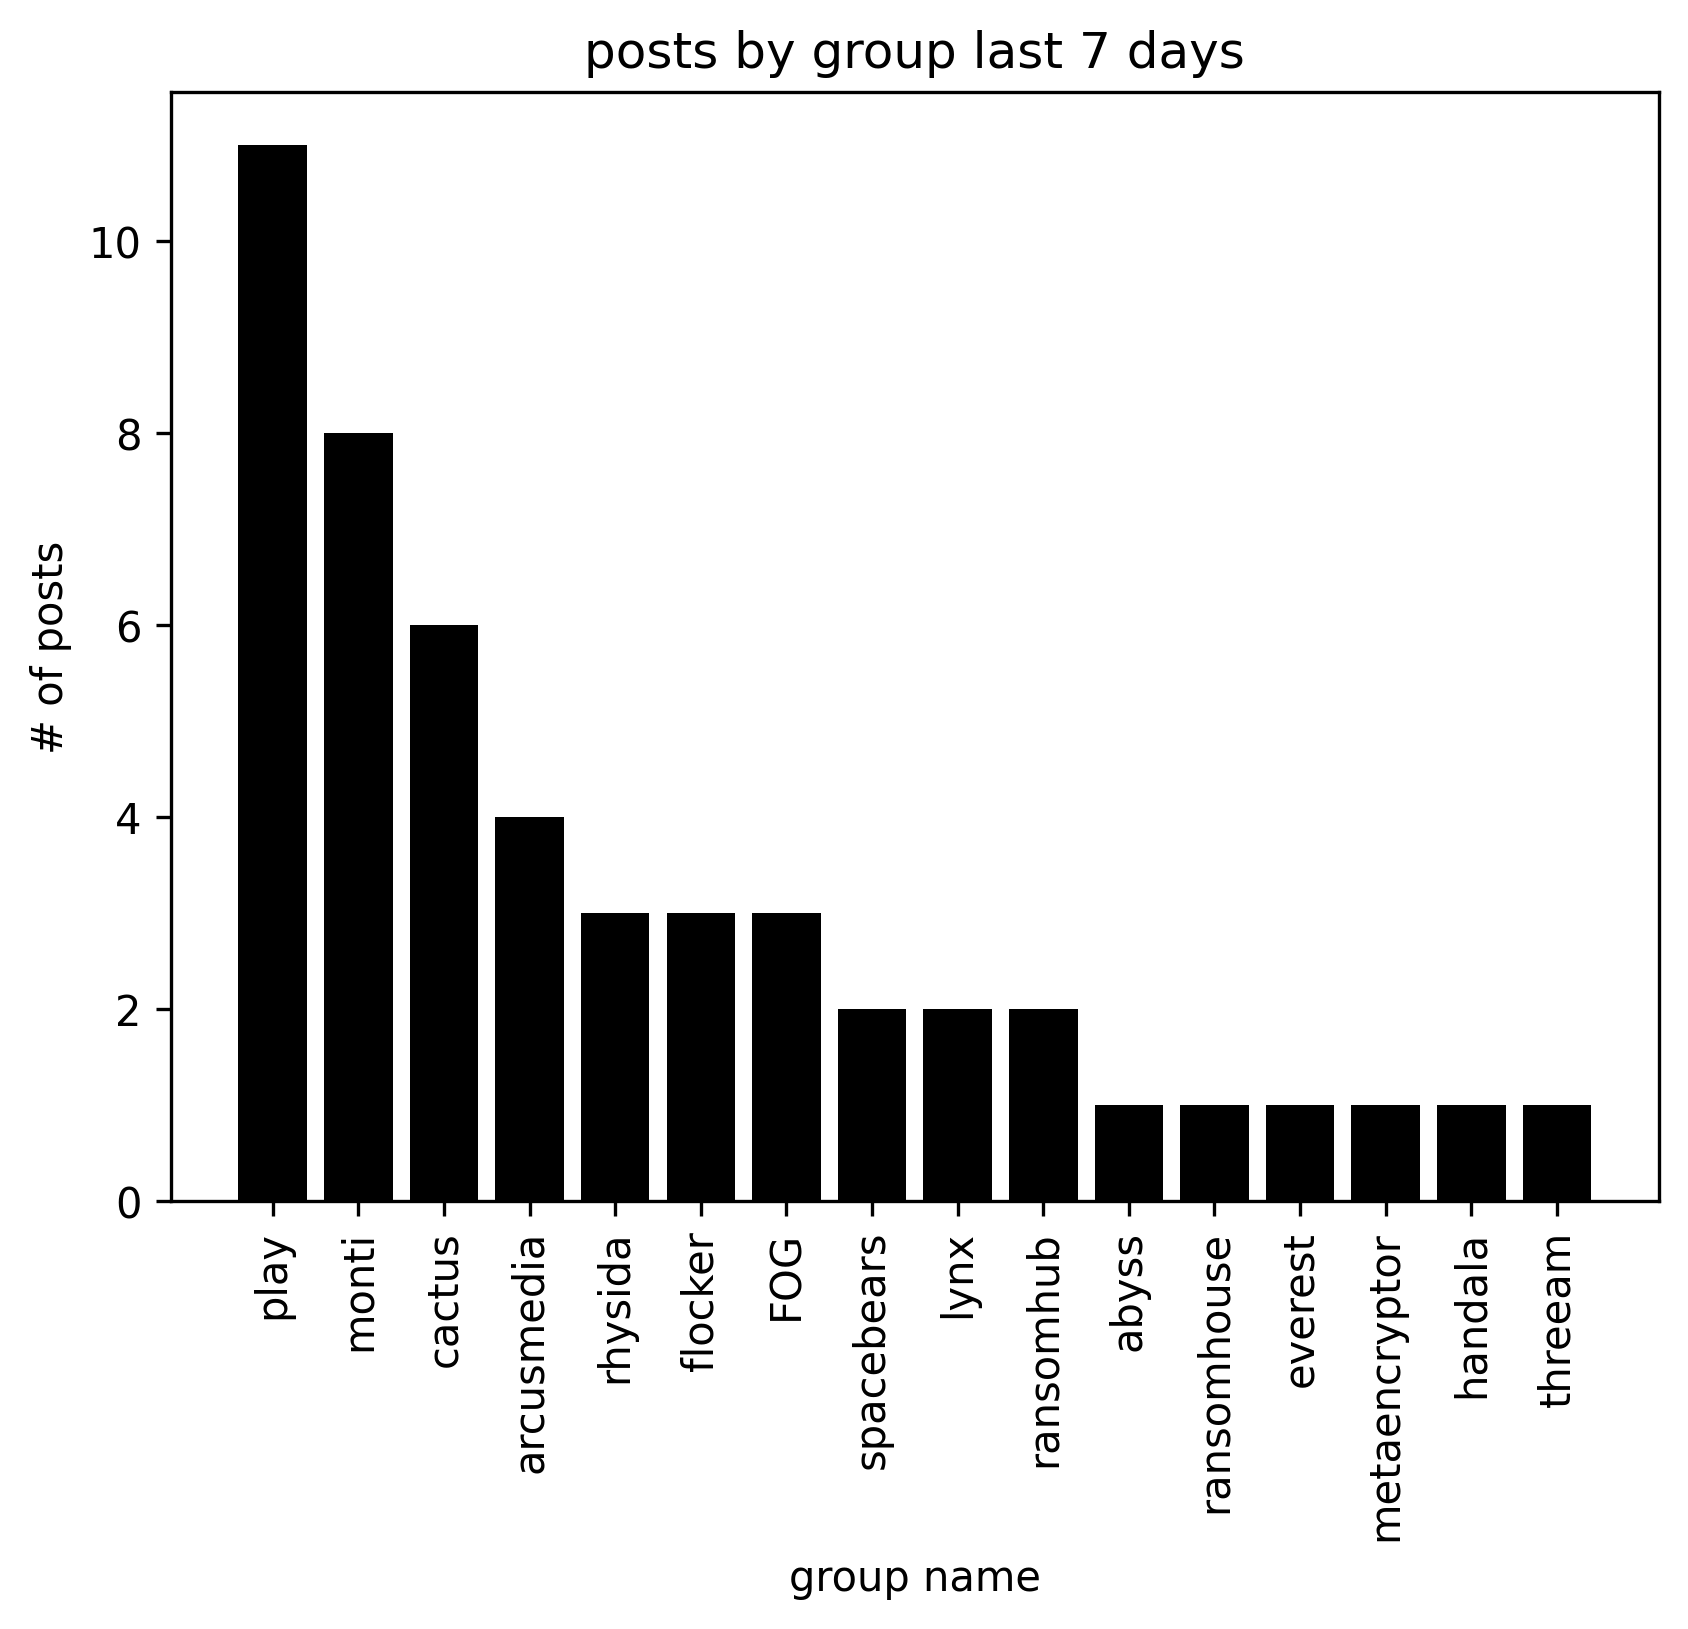 posts by group last 7 days
# of posts
10
8
6
4
2
0
play
monti
cactus
arcusmedia
rhysida
flocker
FOG
spacebears
lynx
ransomhub
abyss
ransomhouse
everest
metaencryptor
handala
threeam
group name